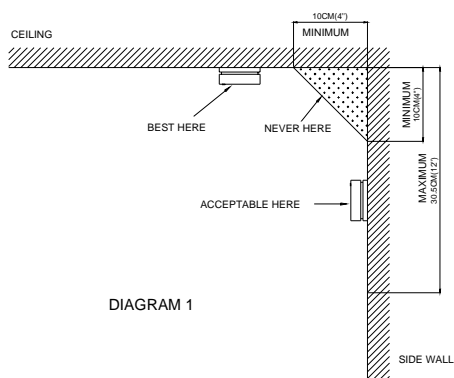 10CM(4")
MINIMUM
CEILING
BEST HERE
NEVER HERE
MINIMUM
10CM(4")
MAXIMUM
30.5CM(12")
ACCEPTABLE HERE
DIAGRAM 1
SIDE WALL